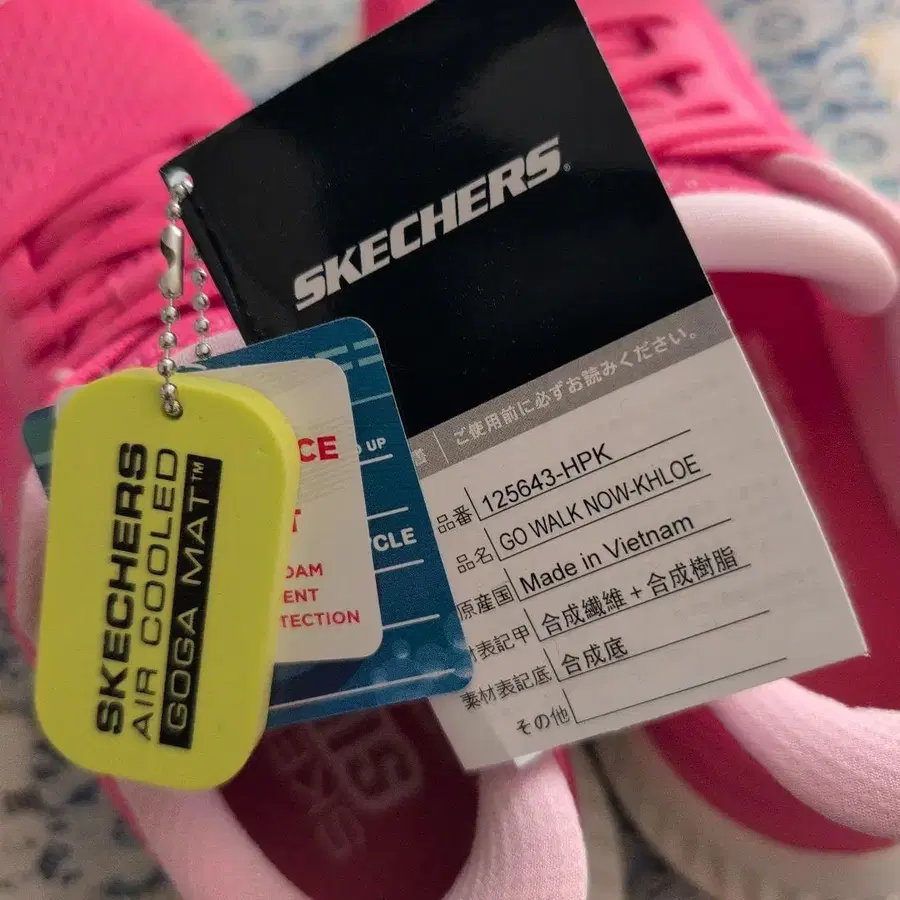 SKECHERS
ご使用前に必ずお読みください。
品番 125643-HPK
品名 GO WALK NOW-KHLOE
原産国 Made in Vietnam
材表記甲 合成繊維+合成樹脂
素材表記底 合成底
その他
SKECHERS
AIR COOLED
GOGA MAT™
UP
CYCLE
CE
T
OAM
ENT
TECTION